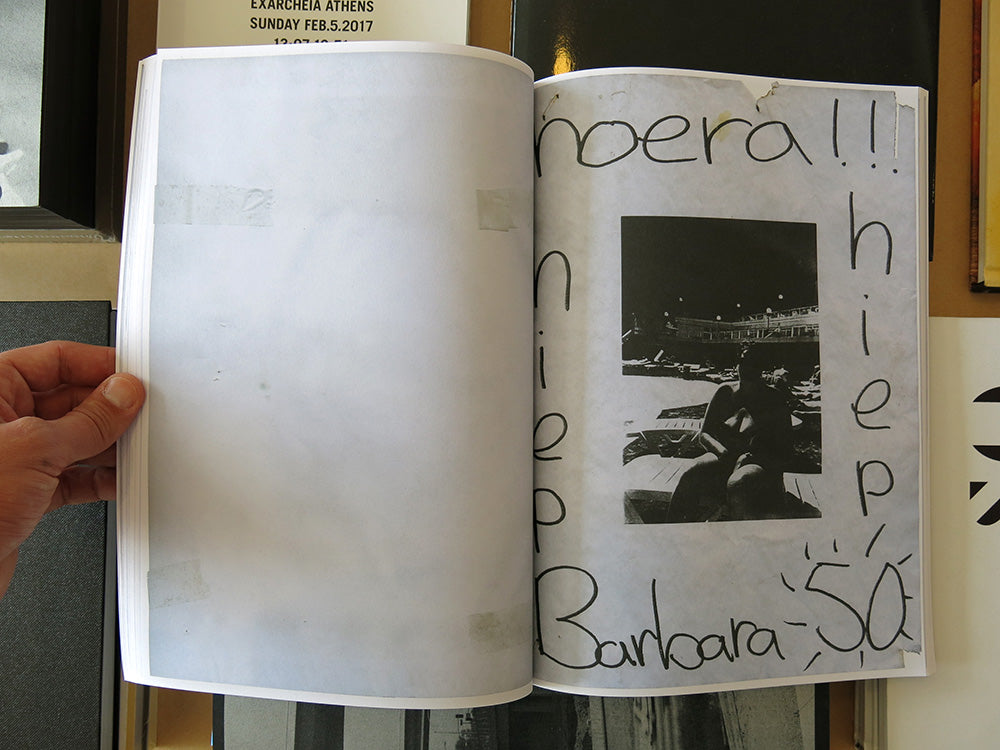 EXARCHEIA ATHENS
SUNDAY FEB.5.2017
hoera!!
hiep
hiep
Barbara 50